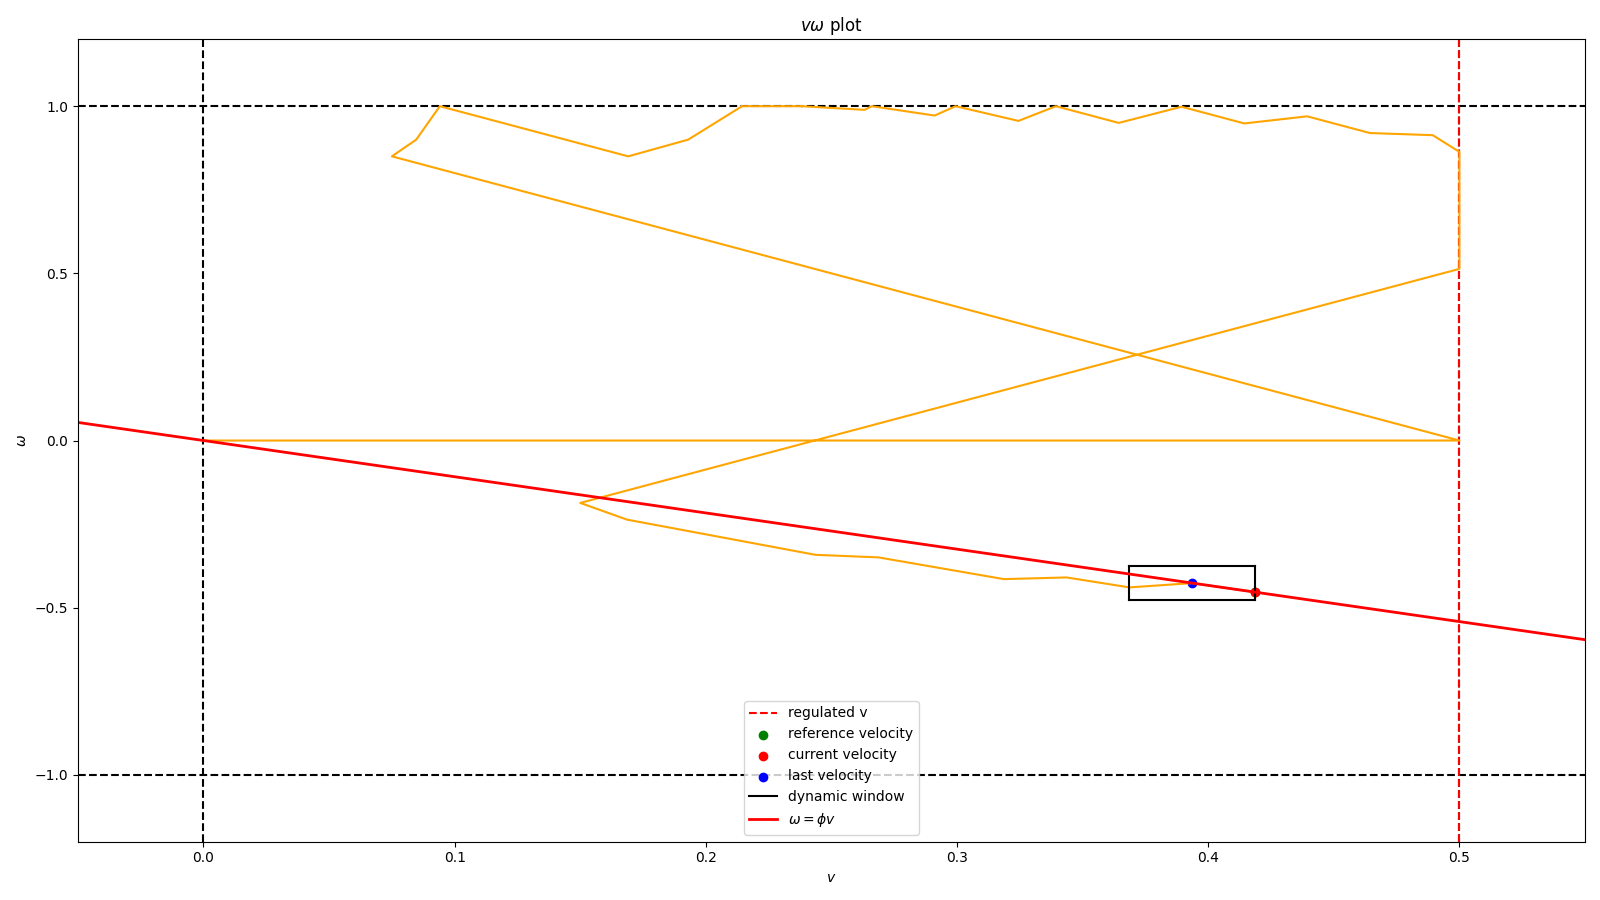 vω plot
1.0
0.5
0.0
−0.5
−1.0
ω
0.0 0.1 0.2 0.3 0.4 0.5
v
regulated v
reference velocity
current velocity
last velocity
dynamic window
ω = ϕv